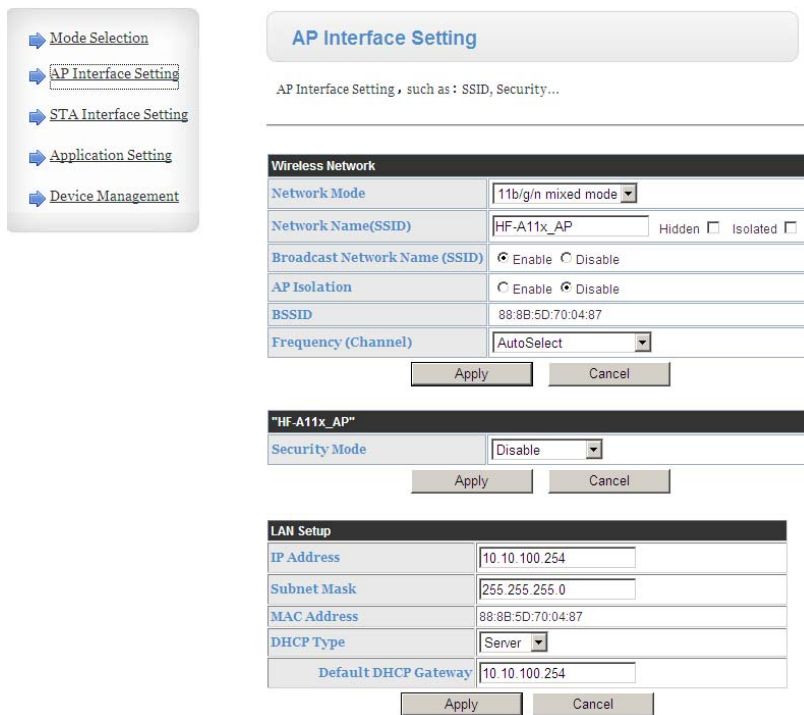 Mode Selection
AP Interface Setting
STA Interface Setting
Application Setting
Device Management
AP Interface Setting
AP Interface Setting, such as: SSID, Security...
Wireless Network
Network Mode 11b/g/n mixed mode
Network Name(SSID) HF-A11x_AP Hidden Isolated
Broadcast Network Name (SSID) Enable Disable
AP Isolation Enable Disable
BSSID 88:8B:5D:70:04:87
Frequency (Channel) AutoSelect
Apply Cancel
"HF-A11x_AP"
Security Mode Disable
Apply Cancel
LAN Setup
IP Address 10.10.100.254
Subnet Mask 255.255.255.0
MAC Address 88:8B:5D:70:04:87
DHCP Type Server
Default DHCP Gateway 10.10.100.254
Apply Cancel